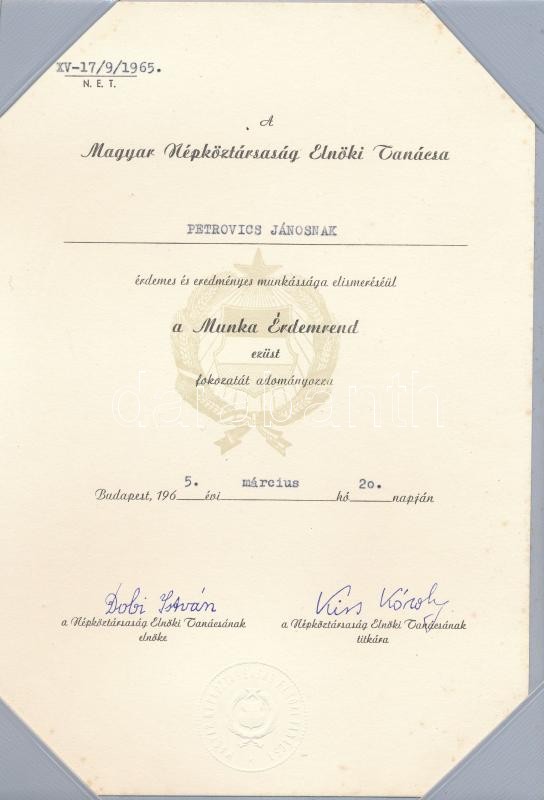 XV-17/9/1965.
N. E. T.
A
Magyar Népköztársaság Elnöki Tanácsa
PETROVICS JÁNOSNAK
érdemes és eredményes munkássága elismeréséül
a Munka Érdemrend
ezüst
fokozatát adományozza
Budapest, 1965. évi március hó 20. napján
Dobi István Kiss Károly
a Népköztársaság Elnöki Tanácsának a Népköztársaság Elnöki Tanácsának
elnöke titkára